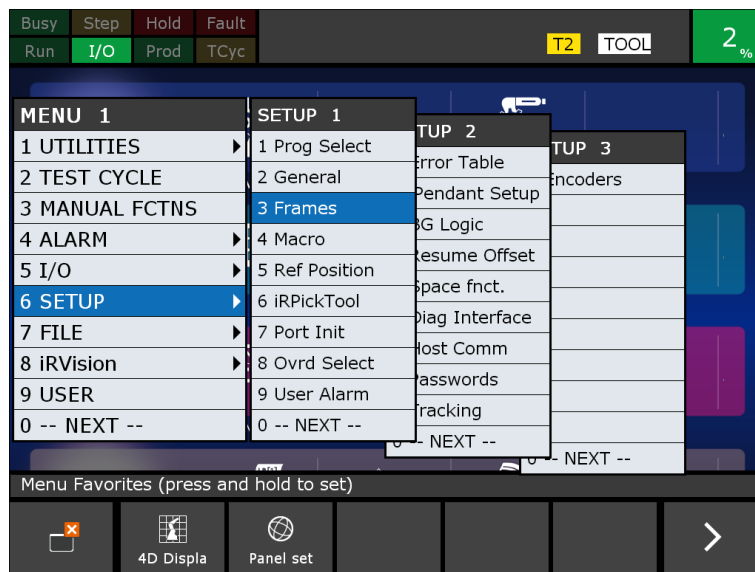 Busy Step Hold Fault
Run I/O Prod TCyc
T2 TOOL
2 %
MENU 1
1 UTILITIES
2 TEST CYCLE
3 MANUAL FCTNS
4 ALARM
5 I/O
6 SETUP
7 FILE
8 iRVision
9 USER
0 -- NEXT --
SETUP 1
1 Prog Select
2 General
3 Frames
4 Macro
5 Ref Position
6 iRPickTool
7 Port Init
8 Ovrd Select
9 User Alarm
0 -- NEXT --
TUP 2
Error Table
Pendant Setup
BG Logic
Resume Offset
Space fnct.
Diag Interface
Host Comm
Passwords
Tracking
0 -- NEXT --
TUP 3
Encoders
0 -- NEXT --
Menu Favorites (press and hold to set)
4D Displa
Panel set